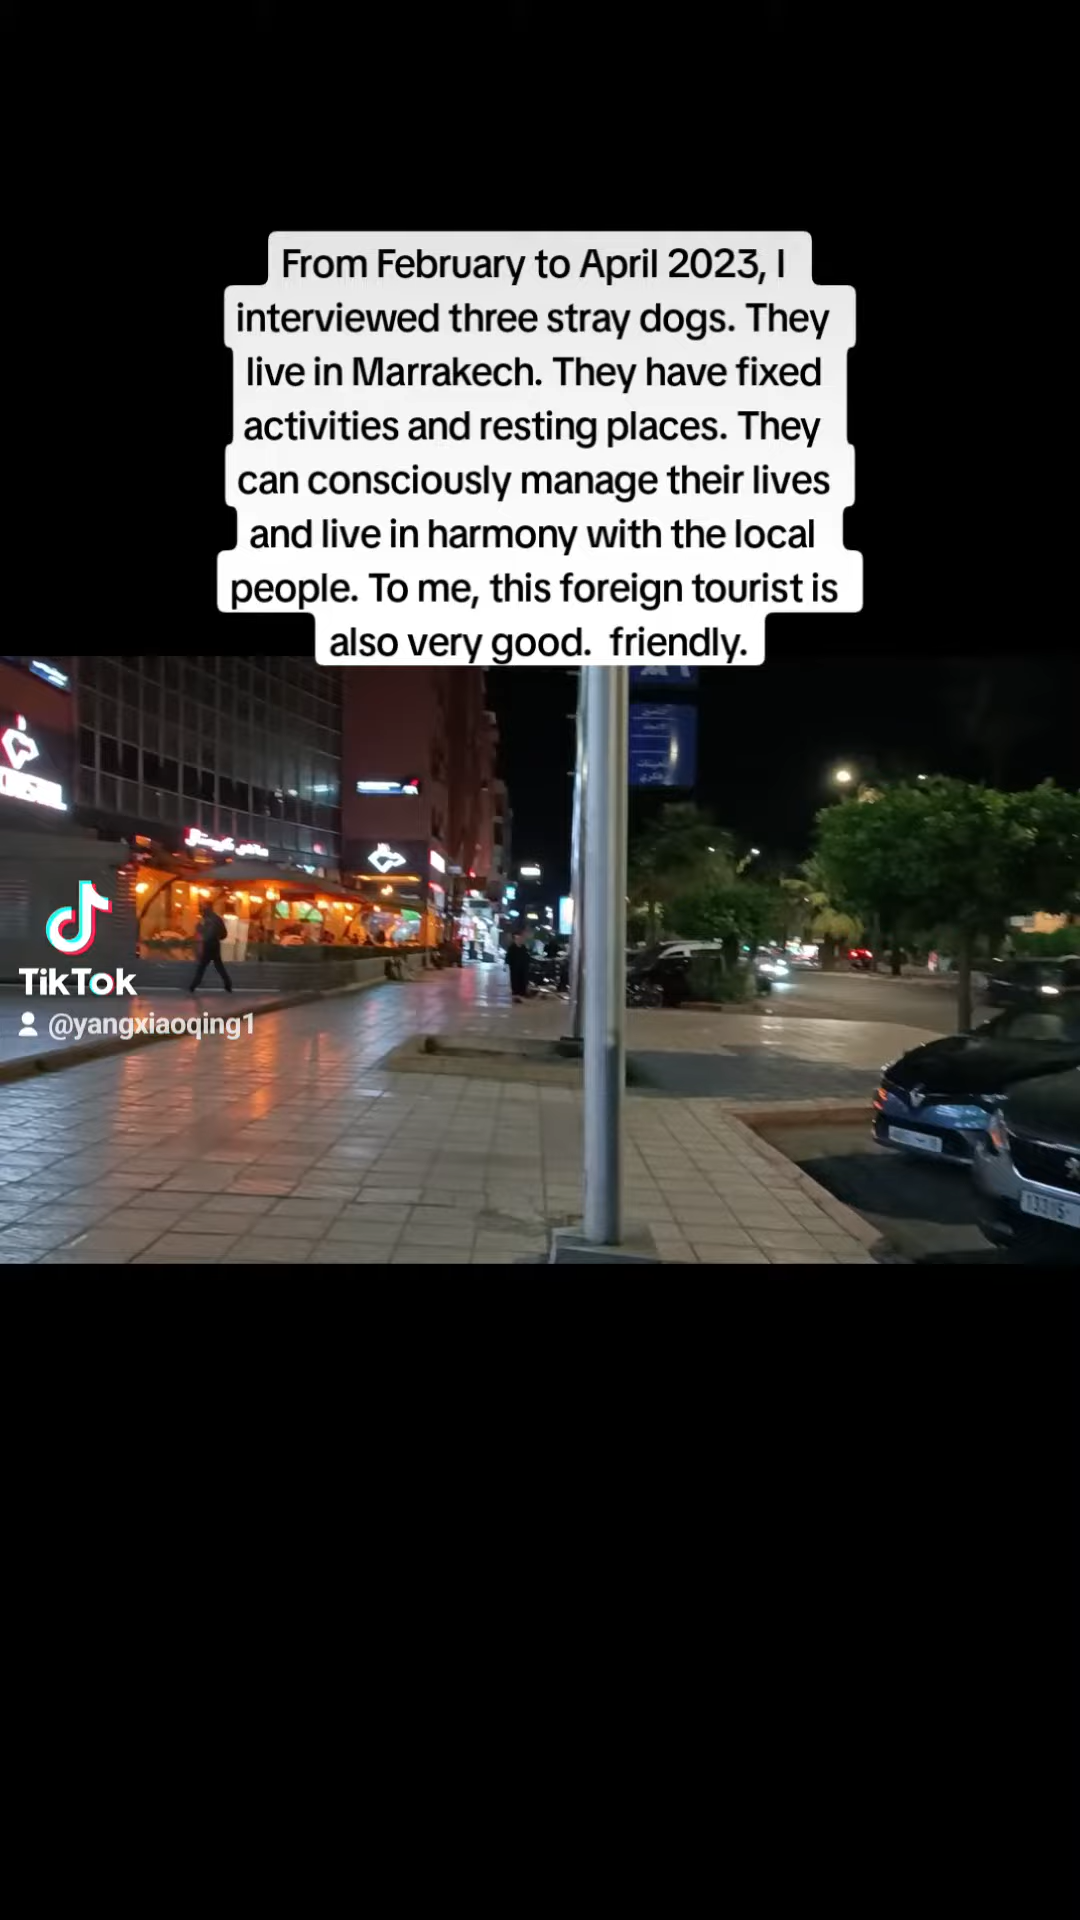 From February to April 2023, I
interviewed three stray dogs. They
live in Marrakech. They have fixed
activities and resting places. They
can consciously manage their lives
and live in harmony with the local
people. To me, this foreign tourist is
also very good.  friendly.
TikTok
@yangxiaoqing1